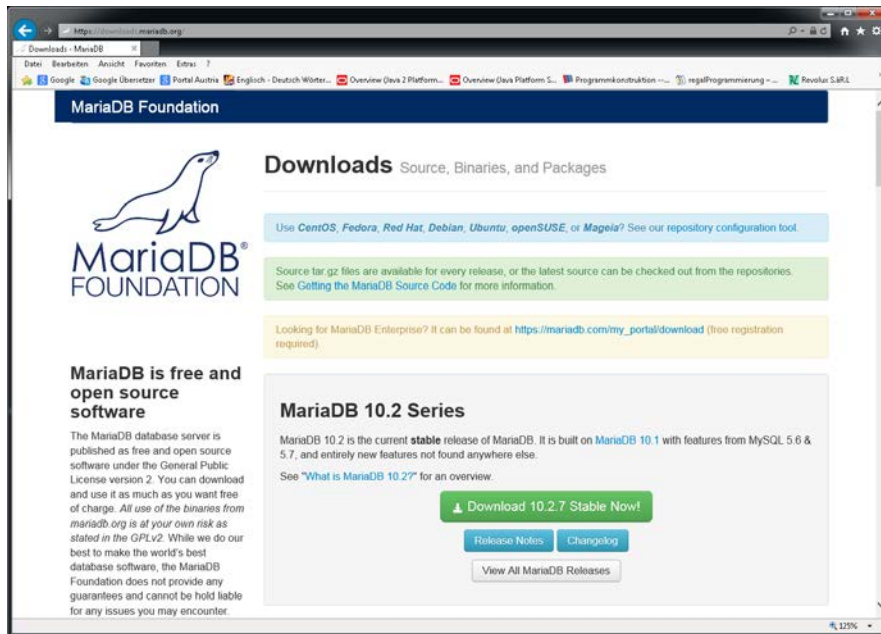 https://downloads.mariadb.org/
Downloads - MariaDB
Datei Bearbeiten Ansicht Favoriten Extras ?
Google Google Übersetzer Portal Austria Englisch - Deutsch Wörter... Overview (Java 2 Platform... Overview (Java Platform S... Programmkonstruktion --... regalProgrammierung - ... Revolux S.àR.L
MariaDB Foundation
MariaDB®
FOUNDATION
MariaDB is free and
open source
software
The MariaDB database server is
published as free and open source
software under the General Public
License version 2. You can download
and use it as much as you want free
of charge. All use of the binaries from
mariadb.org is at your own risk as
stated in the GPLv2. While we do our
best to make the world's best
database software, the MariaDB
Foundation does not provide any
guarantees and cannot be hold liable
for any issues you may encounter.
Downloads Source, Binaries, and Packages
Use CentOS, Fedora, Red Hat, Debian, Ubuntu, openSUSE, or Mageia? See our repository configuration tool.
Source tar.gz files are available for every release, or the latest source can be checked out from the repositories.
See Getting the MariaDB Source Code for more information.
Looking for MariaDB Enterprise? It can be found at https://mariadb.com/my_portal/download (free registration
required).
MariaDB 10.2 Series
MariaDB 10.2 is the current stable release of MariaDB. It is built on MariaDB 10.1 with features from MySQL 5.6 &
5.7, and entirely new features not found anywhere else.
See "What is MariaDB 10.2?" for an overview.
Download 10.2.7 Stable Now!
Release Notes Changelog
View All MariaDB Releases
125%